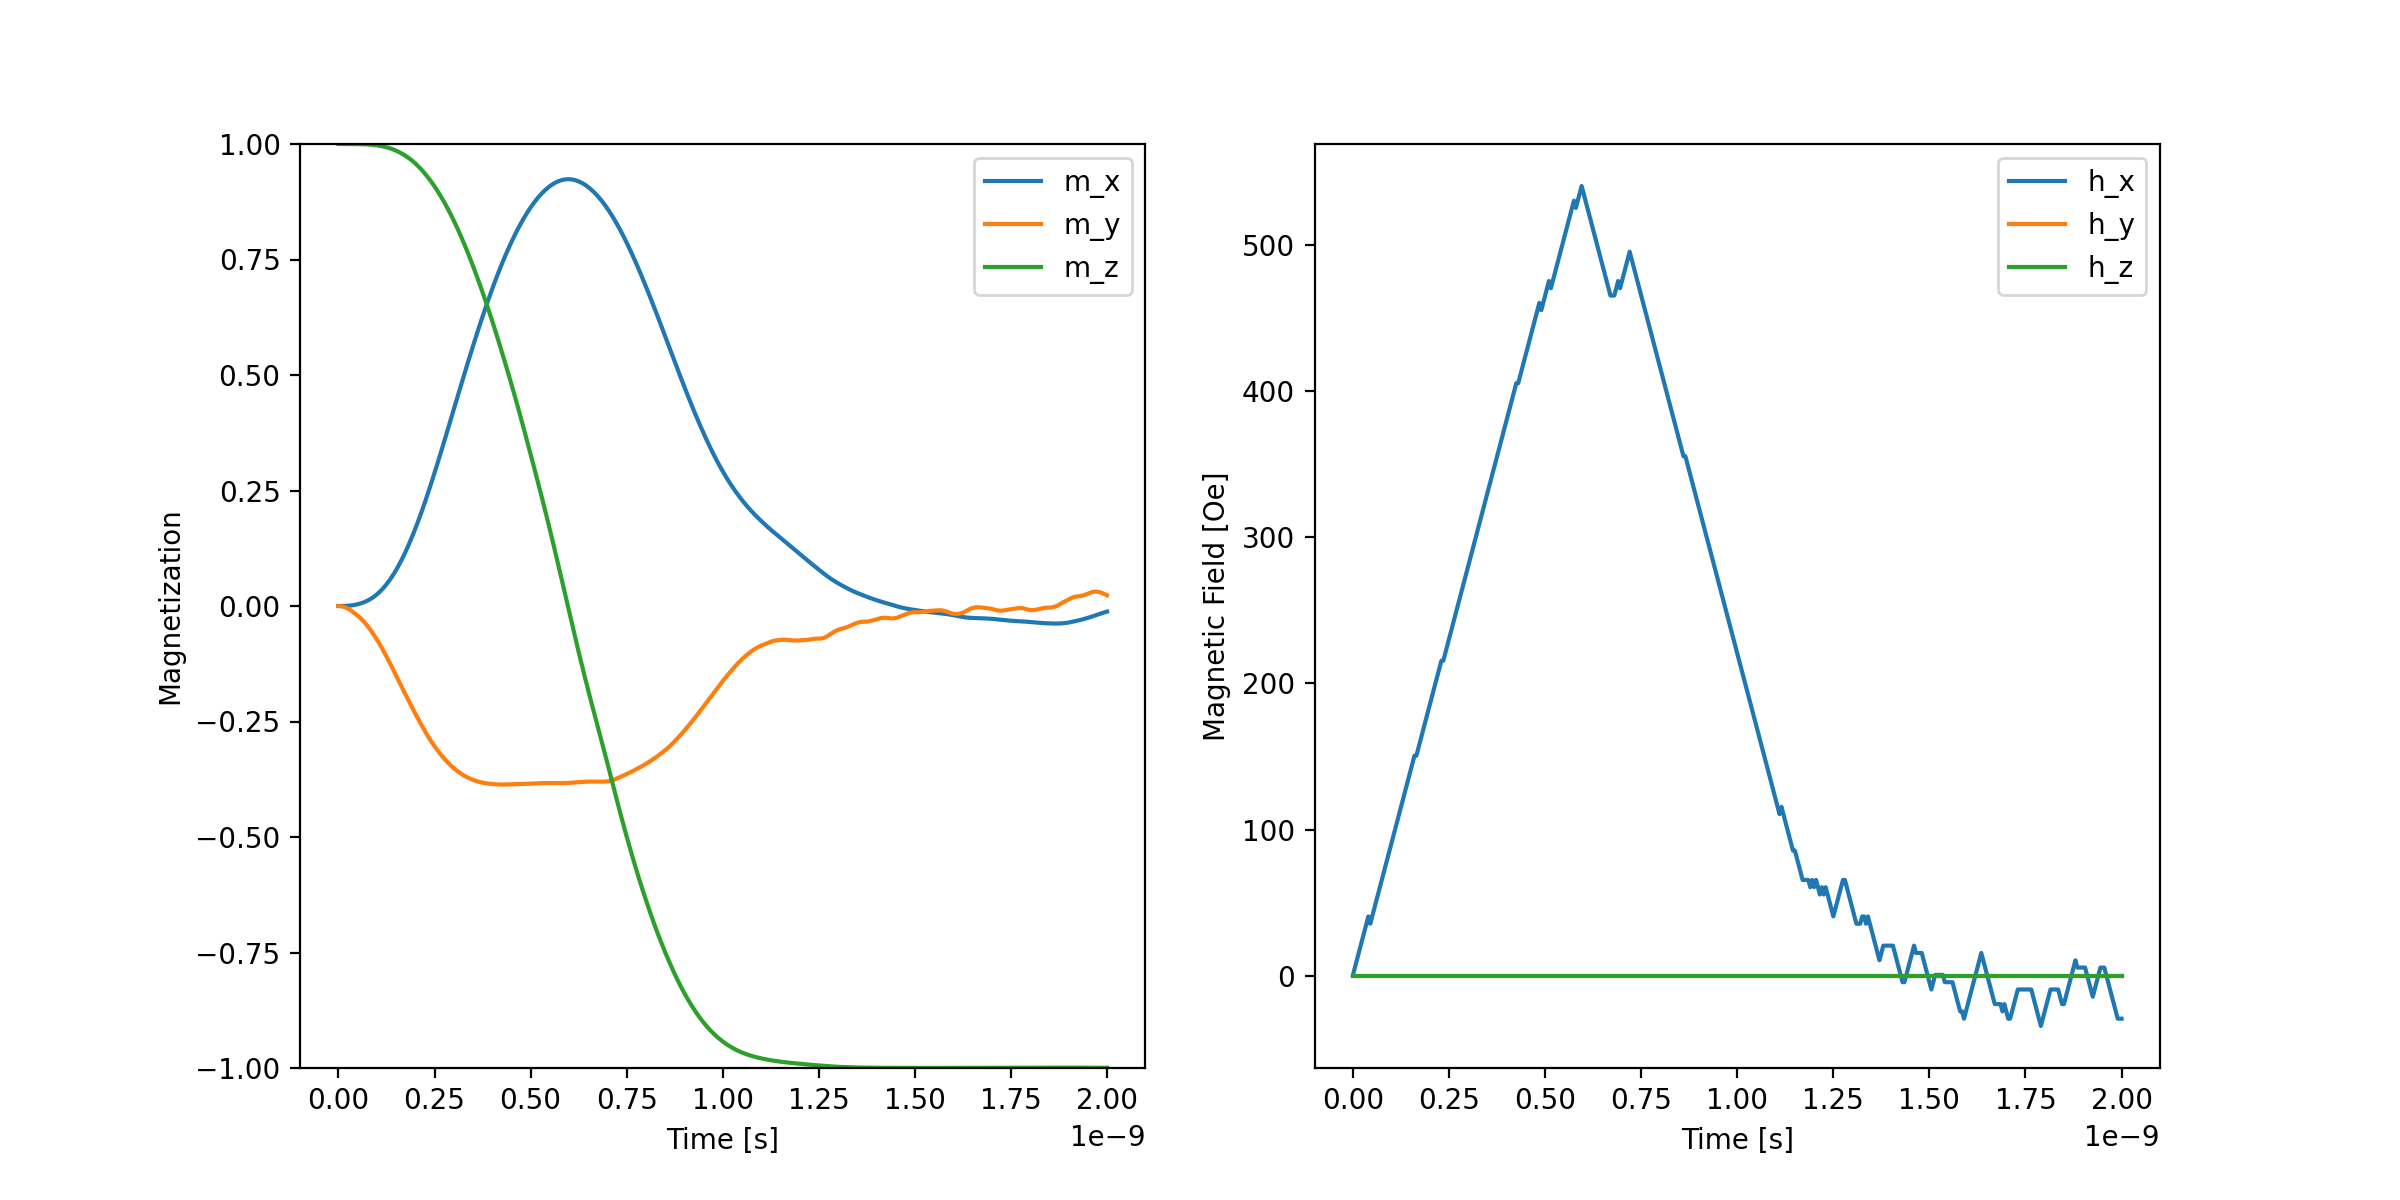 Magnetization
1.00
0.75
0.50
0.25
0.00
−0.25
−0.50
−0.75
−1.00
m_x
m_y
m_z
0.00 0.25 0.50 0.75 1.00 1.25 1.50 1.75 2.00
Time [s]
1e−9
Magnetic Field [Oe]
500
400
300
200
100
0
h_x
h_y
h_z
0.00 0.25 0.50 0.75 1.00 1.25 1.50 1.75 2.00
Time [s]
1e−9